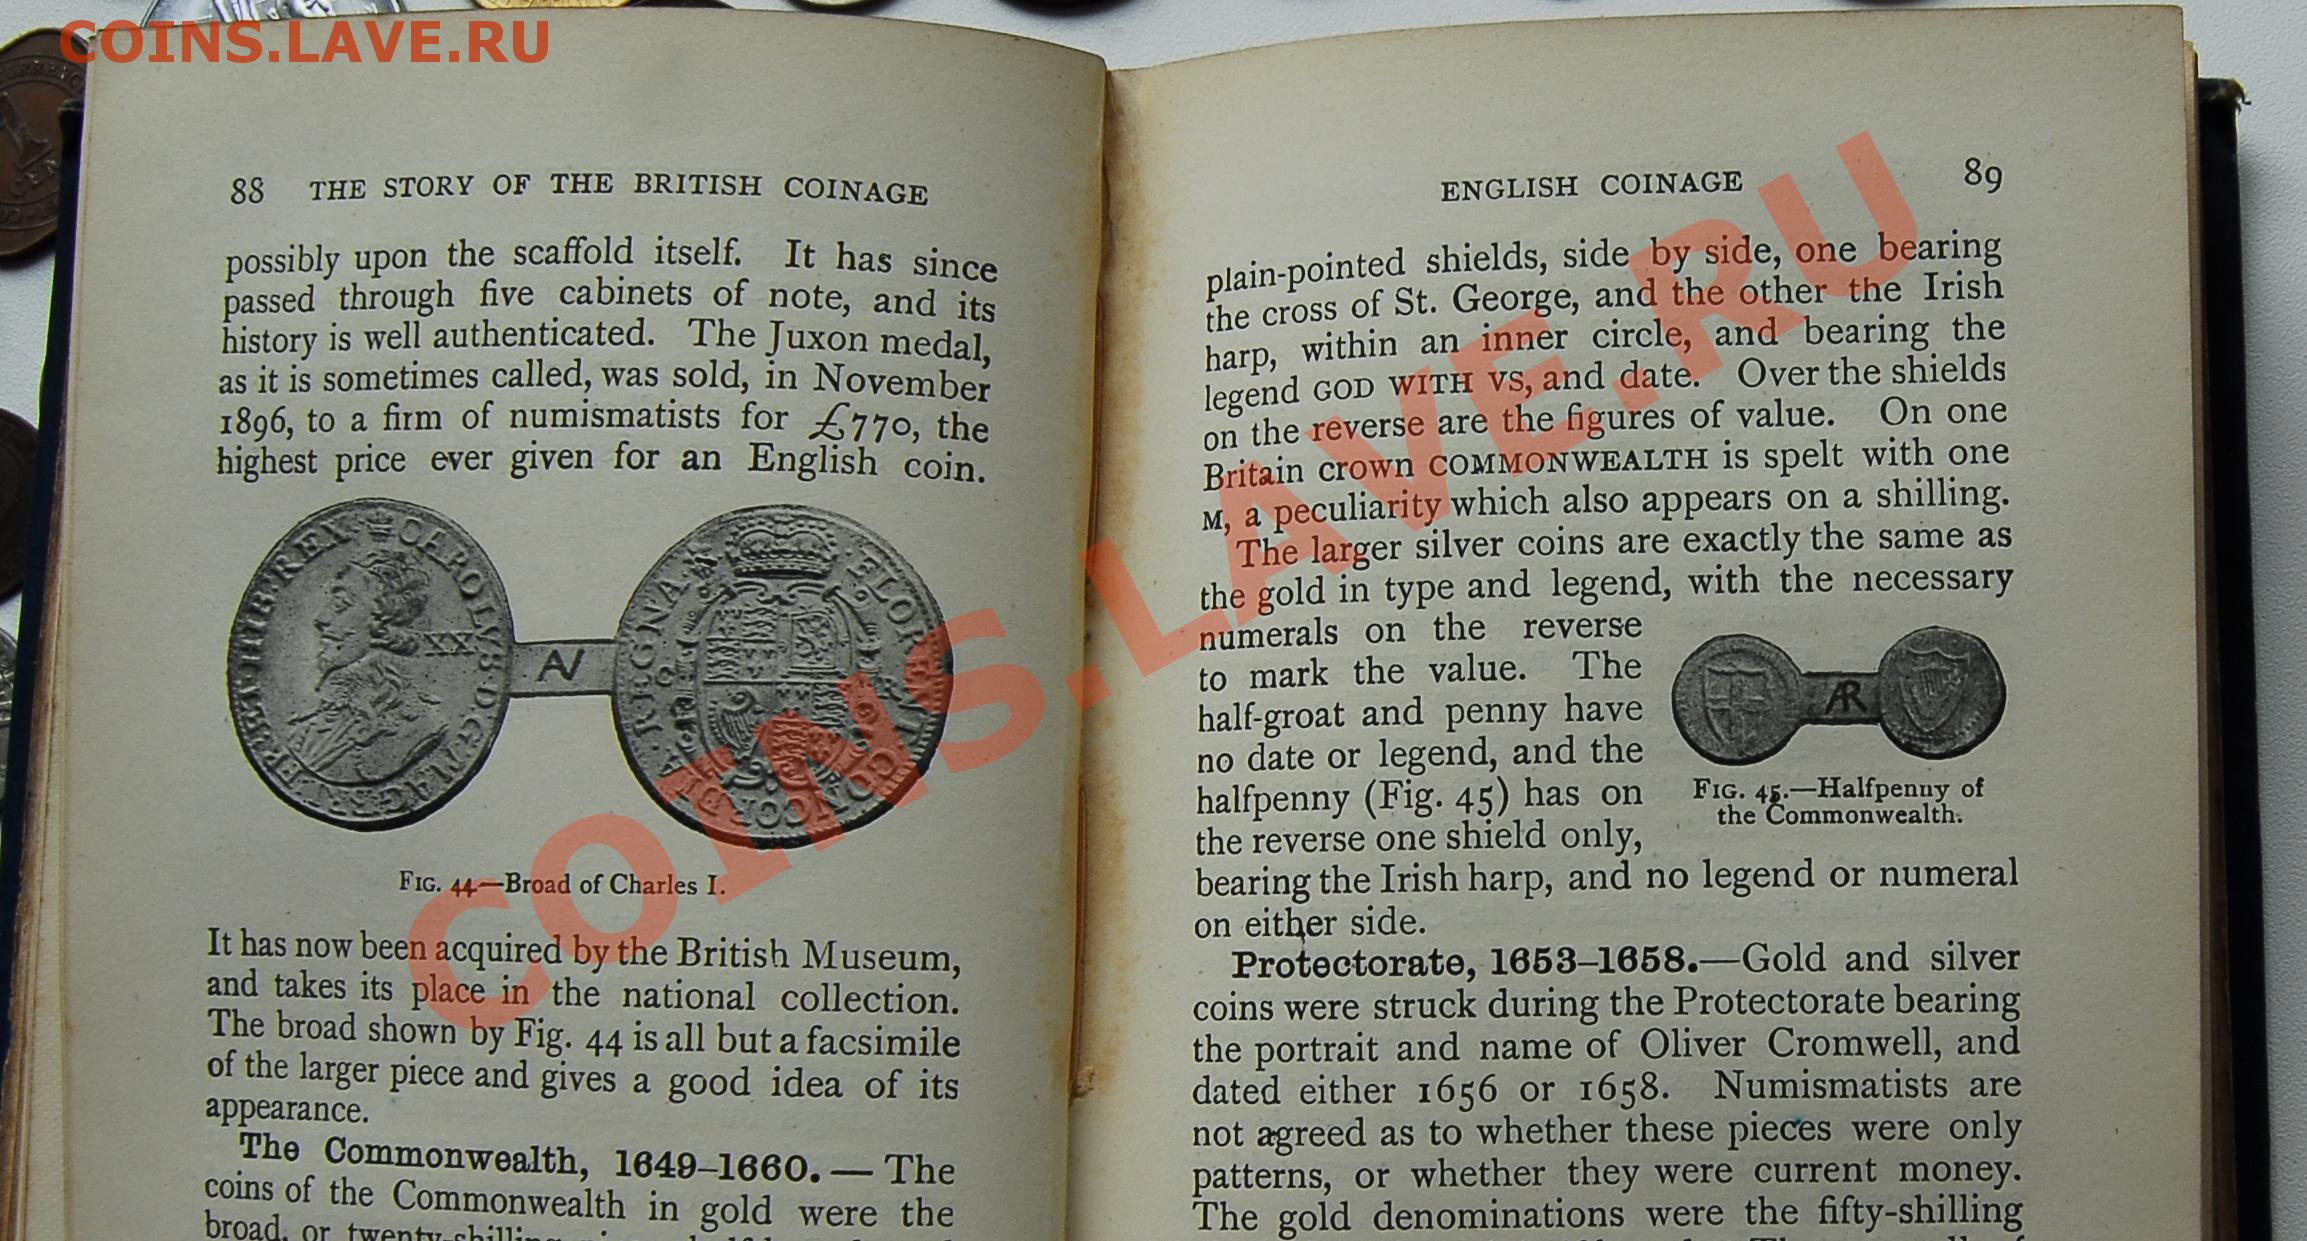 COINS.LAVE.RU
88 THE STORY OF THE BRITISH COINAGE
possibly upon the scaffold itself. It has since
passed through five cabinets of note, and its
history is well authenticated. The Juxon medal,
as it is sometimes called, was sold, in November
1896, to a firm of numismatists for £770, the
highest price ever given for an English coin.
CAROLVS·D:G:MAG
HIB:REX
XX
AV
FLOR
REGNA
C R
FIG. 44—Broad of Charles I.
It has now been acquired by the British Museum,
and takes its place in the national collection.
The broad shown by Fig. 44 is all but a facsimile
of the larger piece and gives a good idea of its
appearance.
The Commonwealth, 1649–1660. — The
coins of the Commonwealth in gold were the
broad, or twenty-shilling
ENGLISH COINAGE 89
plain-pointed shields, side by side, one bearing
the cross of St. George, and the other the Irish
harp, within an inner circle, and bearing the
legend GOD WITH VS, and date. Over the shields
on the reverse are the figures of value. On one
Britain crown COMMONWEALTH is spelt with one
M, a peculiarity which also appears on a shilling.
The larger silver coins are exactly the same as
the gold in type and legend, with the necessary
numerals on the reverse
to mark the value. The
half-groat and penny have
no date or legend, and the
halfpenny (Fig. 45) has on
the reverse one shield only,
AR
FIG. 45.—Halfpenny of
the Commonwealth.
bearing the Irish harp, and no legend or numeral
on either side.
Protectorate, 1653–1658.—Gold and silver
coins were struck during the Protectorate bearing
the portrait and name of Oliver Cromwell, and
dated either 1656 or 1658. Numismatists are
not agreed as to whether these pieces were only
patterns, or whether they were current money.
The gold denominations were the fifty-shilling
COINS.LAVE.RU